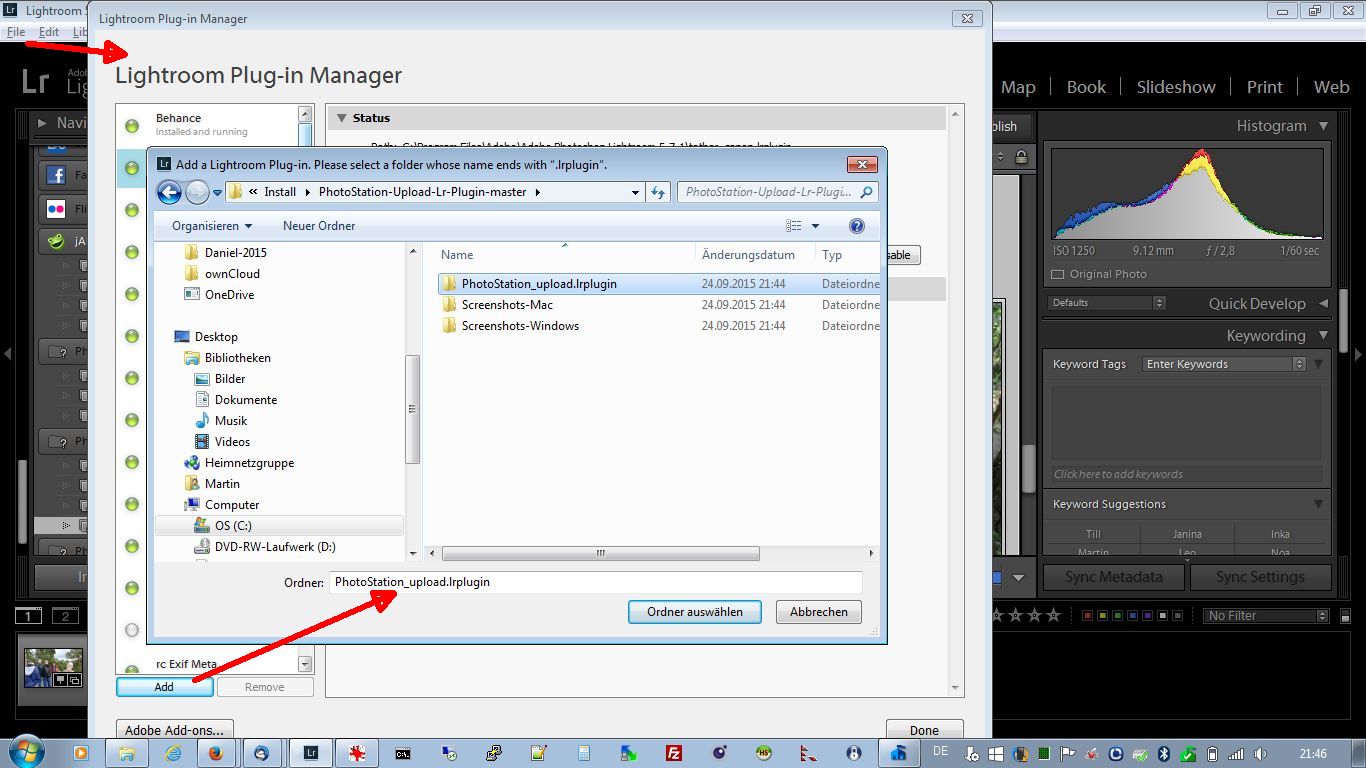 Lightroom
File Edit Lib
Lr
Lightroom Plug-in Manager
Lightroom Plug-in Manager
Behance
Installed and running
Status
Add a Lightroom Plug-in. Please select a folder whose name ends with “.lrplugin“.
« Install PhotoStation-Upload-Lr-Plugin-master
PhotoStation-Upload-Lr-Plugi...
Organisieren Neuer Ordner
Daniel-2015
ownCloud
OneDrive
Desktop
Bibliotheken
Bilder
Dokumente
Musik
Videos
Heimnetzgruppe
Martin
Computer
OS (C:)
DVD-RW-Laufwerk (D:)
Name Änderungsdatum Typ
PhotoStation_upload.lrplugin 24.09.2015 21:44 Dateiordne
Screenshots-Mac 24.09.2015 21:44 Dateiordne
Screenshots-Windows 24.09.2015 21:44 Dateiordne
Ordner: PhotoStation_upload.lrplugin
Ordner auswählen Abbrechen
rc Exif Meta
Add Remove
Adobe Add-ons... Done
Map Book Slideshow Print Web
Histogram
ISO 1250 9.12 mm ƒ / 2,8 1/60 sec
Original Photo
Defaults Quick Develop
Keywording
Keyword Tags Enter Keywords
Click here to add keywords
Keyword Suggestions
Till Janina Inka
Martin Leo Noa
Sync Metadata Sync Settings
1 2
No Filter
DE 21:46